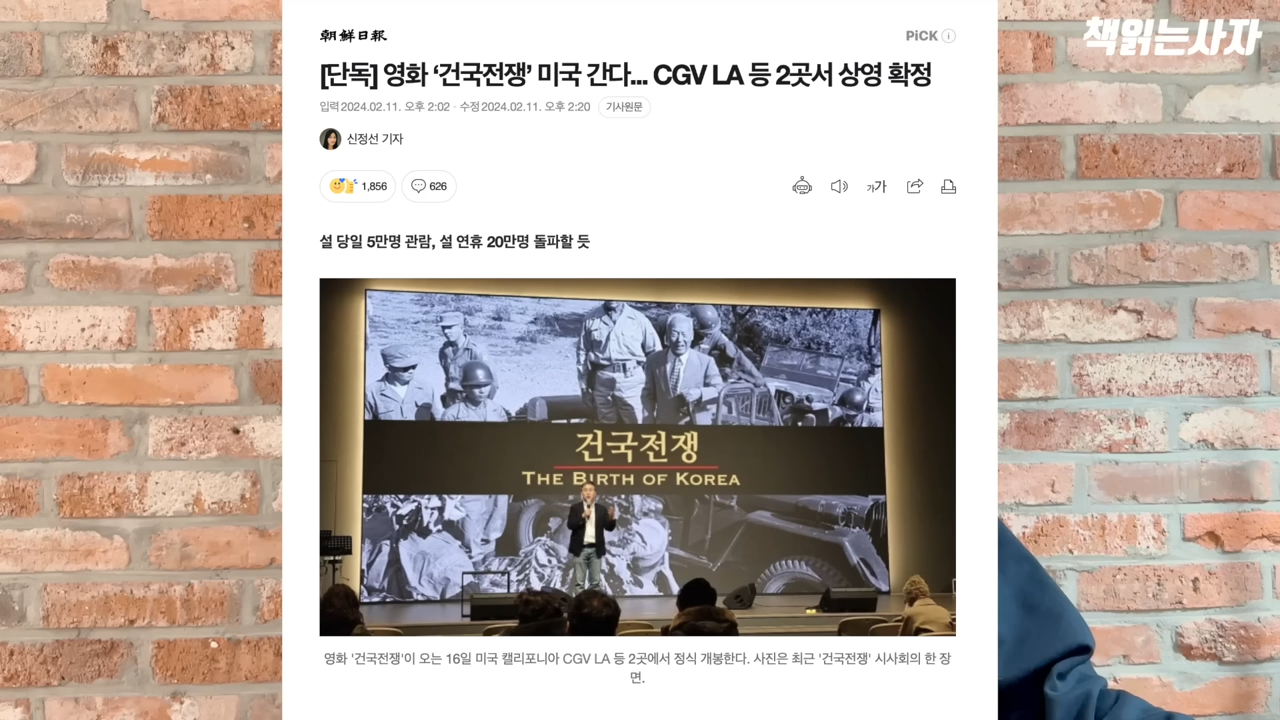 책읽는사자
朝鮮日報
PiCK
[단독] 영화 ‘건국전쟁’ 미국 간다... CGV LA 등 2곳서 상영 확정
입력 2024.02.11. 오후 2:02 · 수정 2024.02.11. 오후 2:20 기사원문
신정선 기자
1,856 626
가가
설 당일 5만명 관람, 설 연휴 20만명 돌파할 듯
건국전쟁
THE BIRTH OF KOREA
영화 '건국전쟁'이 오는 16일 미국 캘리포니아 CGV LA 등 2곳에서 정식 개봉한다. 사진은 최근 '건국전쟁' 시사회의 한 장
면.